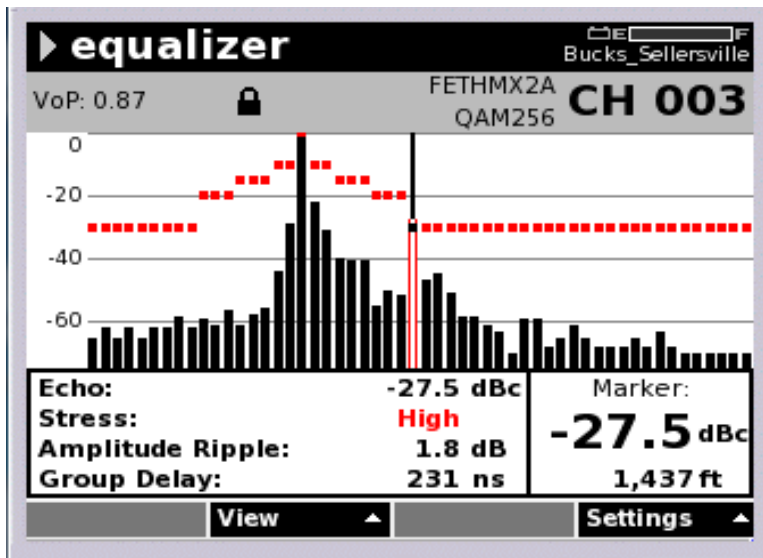 equalizer
E F
Bucks_Sellersville
VoP: 0.87
FETHMX2A
QAM256
CH 003
0
-20
-40
-60
Echo: -27.5 dBc
Stress: High
Amplitude Ripple: 1.8 dB
Group Delay: 231 ns
Marker:
-27.5 dBc
1,437 ft
View
Settings